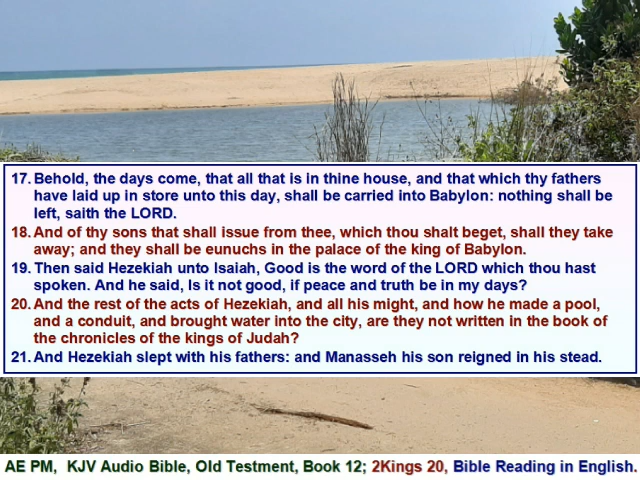 17. Behold, the days come, that all that is in thine house, and that which thy fathers
have laid up in store unto this day, shall be carried into Babylon: nothing shall be
left, saith the LORD.
18. And of thy sons that shall issue from thee, which thou shalt beget, shall they take
away; and they shall be eunuchs in the palace of the king of Babylon.
19. Then said Hezekiah unto Isaiah, Good is the word of the LORD which thou hast
spoken. And he said, Is it not good, if peace and truth be in my days?
20. And the rest of the acts of Hezekiah, and all his might, and how he made a pool,
and a conduit, and brought water into the city, are they not written in the book of
the chronicles of the kings of Judah?
21. And Hezekiah slept with his fathers: and Manasseh his son reigned in his stead.
AE PM, KJV Audio Bible, Old Testment, Book 12; 2Kings 20, Bible Reading in English.